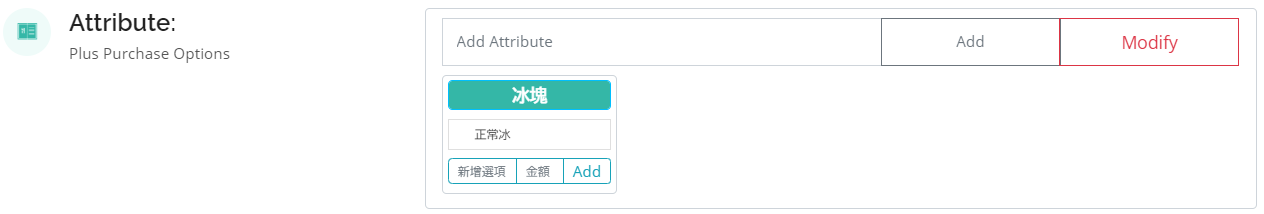 Attribute:
Plus Purchase Options
Add Attribute Add Modify
冰塊
正常冰
新增選項 金額 Add